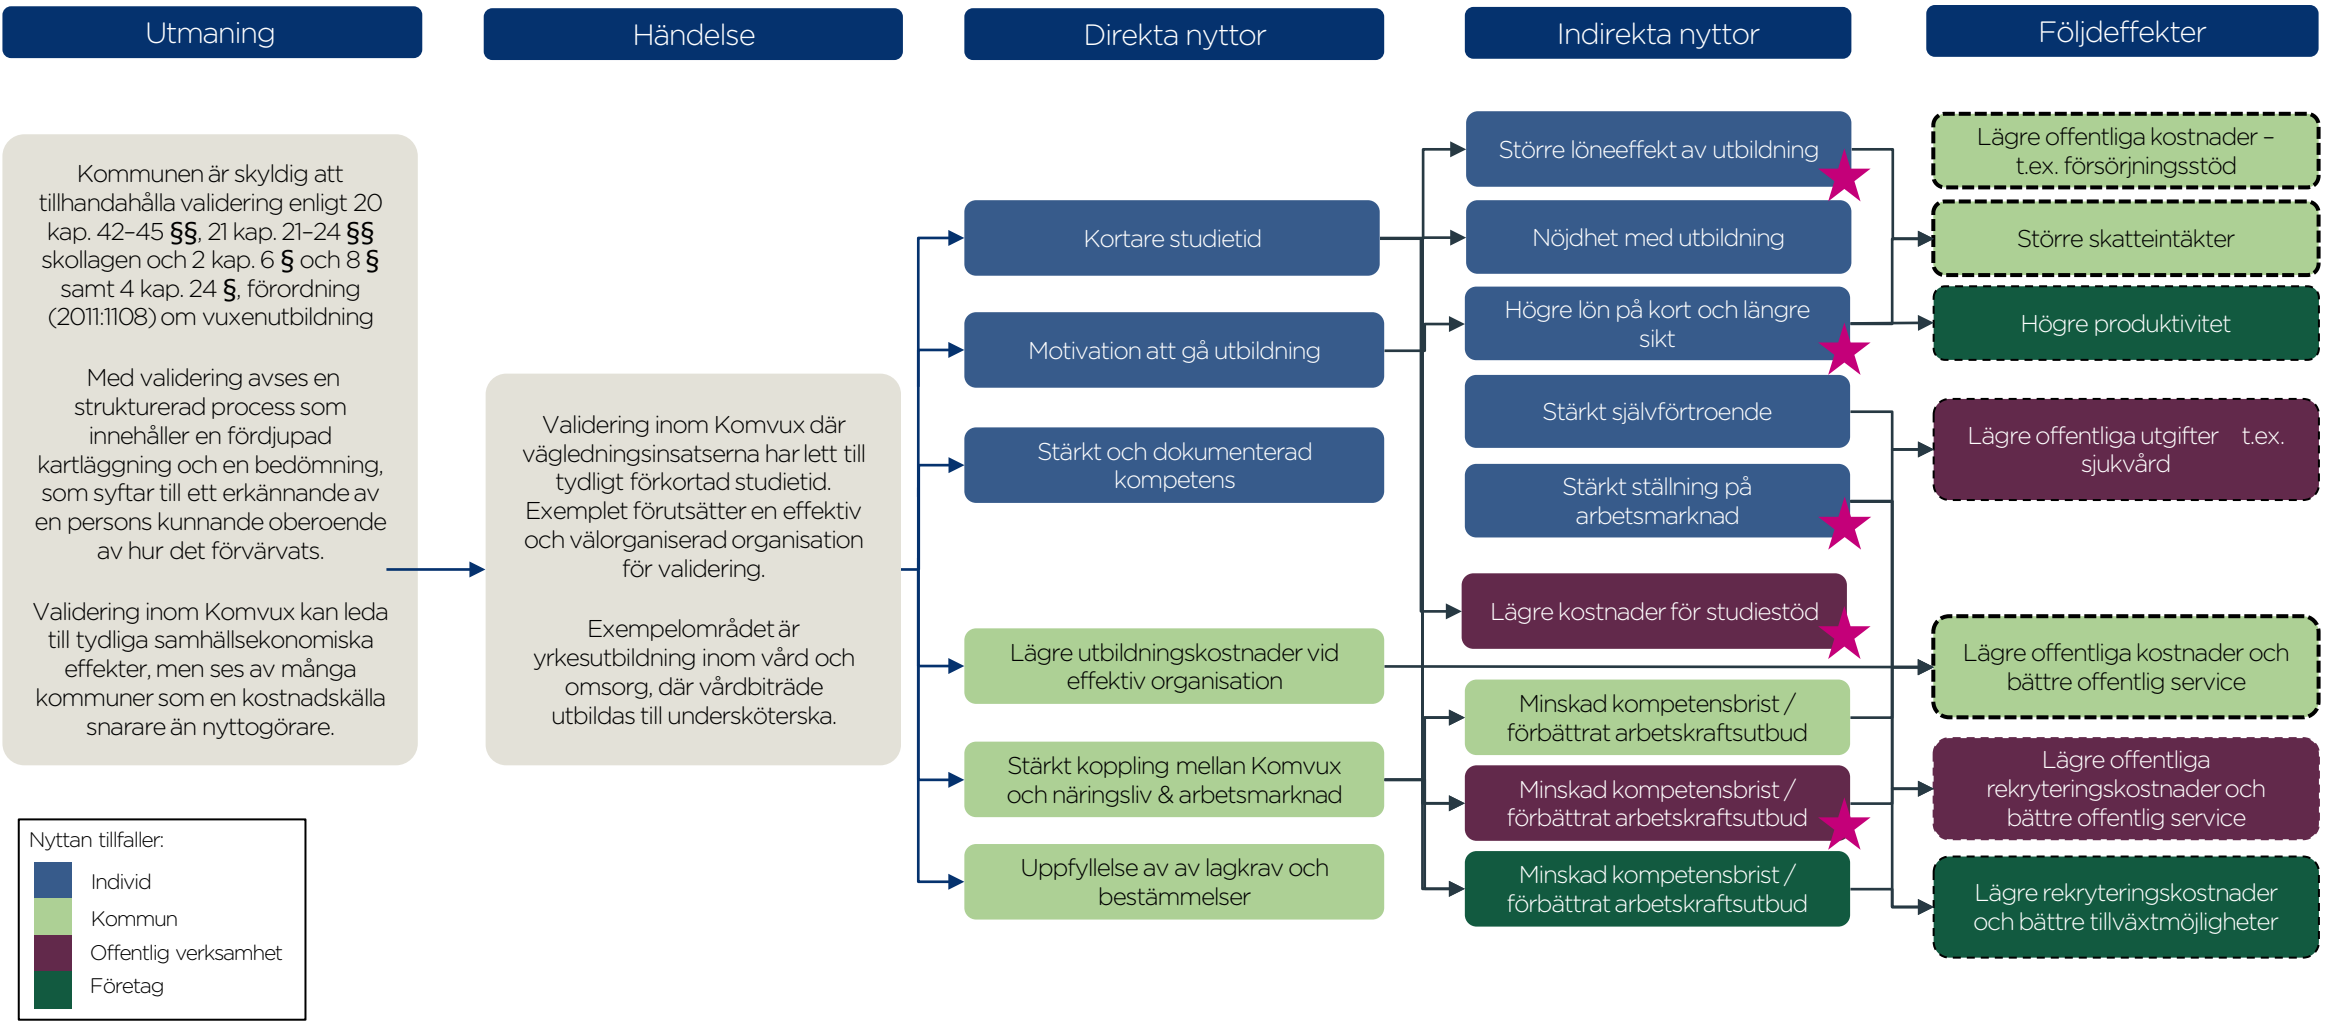 Utmaning
Händelse
Direkta nyttor
Indirekta nyttor
Följdeffekter
Kommunen är skyldig att
tillhandahålla validering enligt 20
kap. 42–45 §§, 21 kap. 21–24 §§
skollagen och 2 kap. 6 § och 8 §
samt 4 kap. 24 §, förordning
(2011:1108) om vuxenutbildning
Med validering avses en
strukturerad process som
innehåller en fördjupad
kartläggning och en bedömning,
som syftar till ett erkännande av
en persons kunnande oberoende
av hur det förvärvats.
Validering inom Komvux kan leda
till tydliga samhällsekonomiska
effekter, men ses av många
kommuner som en kostnadskälla
snarare än nyttogörare.
Validering inom Komvux där
vägledningsinsatserna har lett till
tydligt förkortad studietid.
Exemplet förutsätter en effektiv
och välorganiserad organisation
för validering.
Exempelområdet är
yrkesutbildning inom vård och
omsorg, där vårdbiträde
utbildas till undersköterska.
Kortare studietid
Motivation att gå utbildning
Stärkt och dokumenterad
kompetens
Lägre utbildningskostnader vid
effektiv organisation
Stärkt koppling mellan Komvux
och näringsliv & arbetsmarknad
Uppfyllelse av av lagkrav och
bestämmelser
Större löneeffekt av utbildning
Nöjdhet med utbildning
Högre lön på kort och längre
sikt
Stärkt självförtroende
Stärkt ställning på
arbetsmarknad
Lägre kostnader för studiestöd
Minskad kompetensbrist /
förbättrat arbetskraftsutbud
Minskad kompetensbrist /
förbättrat arbetskraftsutbud
Minskad kompetensbrist /
förbättrat arbetskraftsutbud
Lägre offentliga kostnader –
t.ex. försörjningsstöd
Större skatteintäkter
Högre produktivitet
Lägre offentliga utgifter t.ex.
sjukvård
Lägre offentliga kostnader och
bättre offentlig service
Lägre offentliga
rekryteringskostnader och
bättre offentlig service
Lägre rekryteringskostnader
och bättre tillväxtmöjligheter
Nyttan tillfaller:
Individ
Kommun
Offentlig verksamhet
Företag